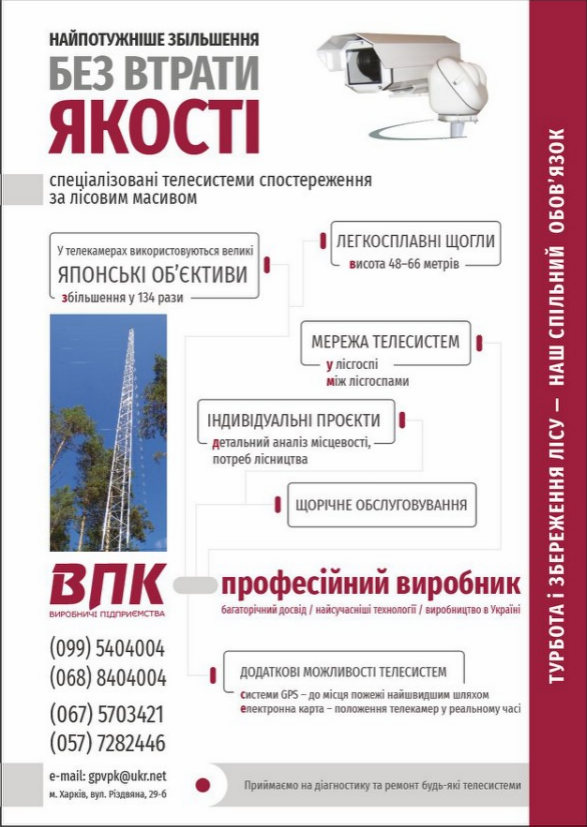 НАЙПОТУЖНІШЕ ЗБІЛЬШЕННЯ
БЕЗ ВТРАТИ
ЯКОСТІ
спеціалізовані телесистеми спостереження
за лісовим масивом
У телекамерах використовуються великі
ЯПОНСЬКІ ОБ'ЄКТИВИ
збільшення у 134 рази
ЛЕГКОСПЛАВНІ ЩОГЛИ
висота 48–66 метрів
МЕРЕЖА ТЕЛЕСИСТЕМ
у лісгоспі
між лісгоспами
ІНДИВІДУАЛЬНІ ПРОЄКТИ
детальний аналіз місцевості,
потреб лісництва
ЩОРІЧНЕ ОБСЛУГОВУВАННЯ
ВПК
ВИРОБНИЧІ ПІДПРИЄМСТВА
професійний виробник
багаторічний досвід / найсучасніші технології / виробництво в Україні
(099) 5404004
(068) 8404004
(067) 5703421
(057) 7282446
ДОДАТКОВІ МОЖЛИВОСТІ ТЕЛЕСИСТЕМ
системи GPS – до місця пожежі найшвидшим шляхом
електронна карта – положення телекамер у реальному часі
e-mail: gpvpk@ukr.net
м. Харків, вул. Різдвяна, 29-б
Приймаємо на діагностику та ремонт будь-які телесистеми
ТУРБОТА і ЗБЕРЕЖЕННЯ ЛІСУ — НАШ СПІЛЬНИЙ ОБОВ'ЯЗОК